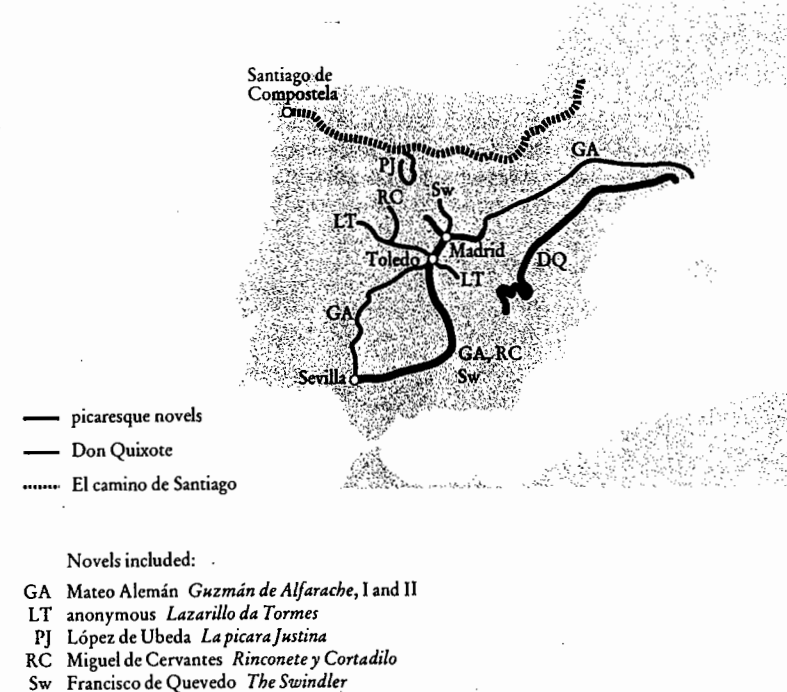 Santiago de
Compostela
GA
PJ
Sw
RC
LT
Madrid
Toledo
DQ
LT
GA
GA, RC
Sw
Sevilla
picaresque novels
Don Quixote
El camino de Santiago
Novels included:
GA Mateo Alemán Guzmán de Alfarache, I and II
LT anonymous Lazarillo da Tormes
PJ López de Ubeda La picara Justina
RC Miguel de Cervantes Rinconete y Cortadilo
Sw Francisco de Quevedo The Swindler